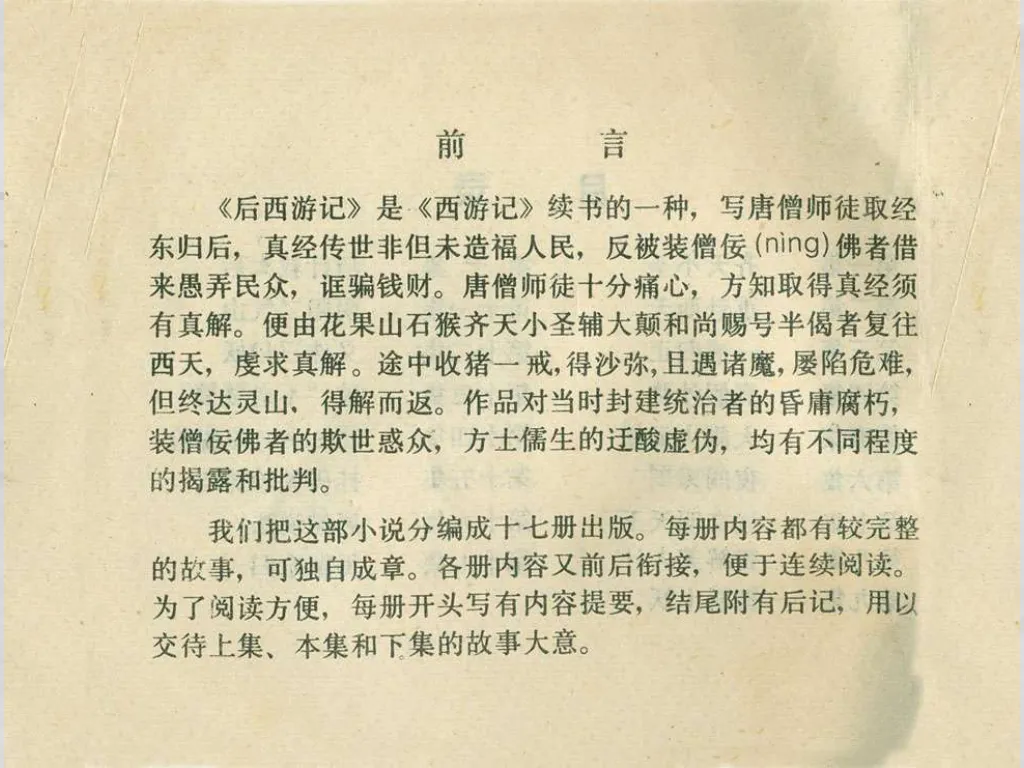 前言
《后西游记》是《西游记》续书的一种，写唐僧师徒取经
东归后，真经传世非但未造福人民，反被装僧佞(nìng)佛者借
来愚弄民众，诓骗钱财。唐僧师徒十分痛心，方知取得真经须
有真解。便由花果山石猴齐天小圣辅大颠和尚赐号半偈者复往
西天，虔求真解。途中收猪一戒，得沙弥，且遇诸魔，屡陷危难，
但终达灵山，得解而返。作品对当时封建统治者的昏庸腐朽，
装僧佞佛者的欺世惑众，方士儒生的迂酸虚伪，均有不同程度
的揭露和批判。
我们把这部小说分编成十七册出版。每册内容都有较完整
的故事，可独自成章。各册内容又前后衔接，便于连续阅读。
为了阅读方便，每册开头写有内容提要，结尾附有后记，用以
交待上集、本集和下集的故事大意。